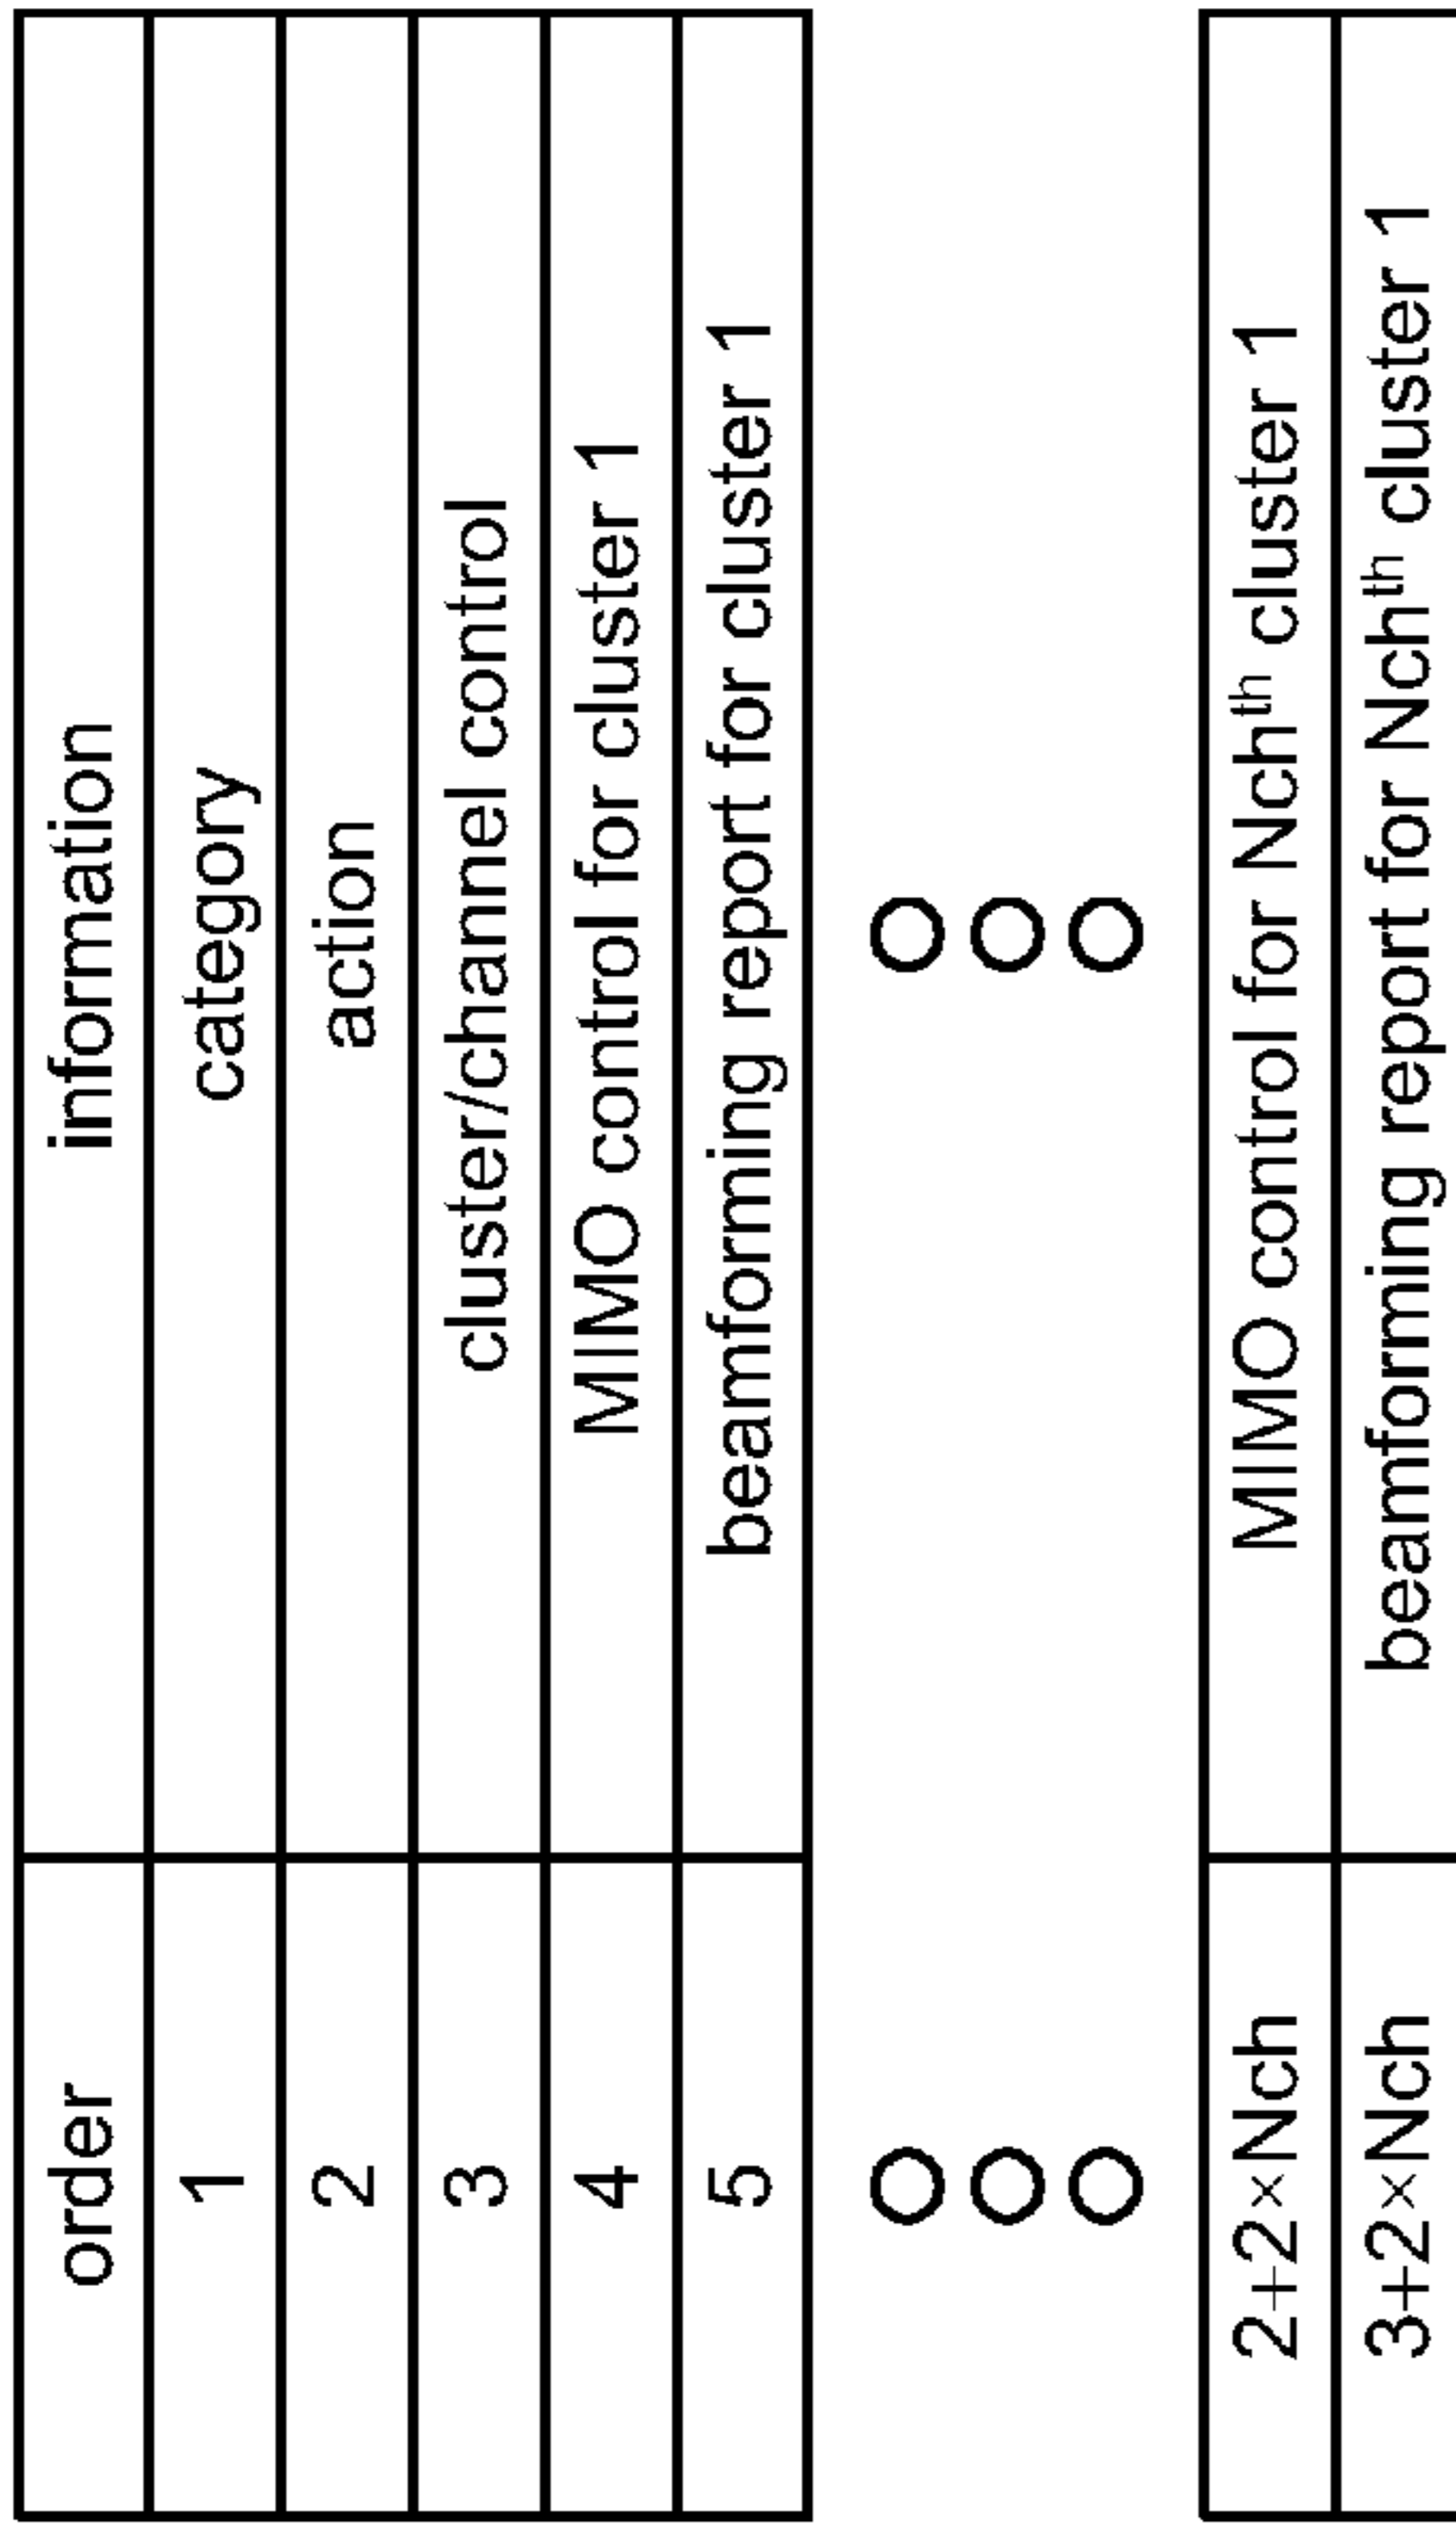 order information
1 category
2 action
3 cluster/channel control
4 MIMO control for cluster 1
5 beamforming report for cluster 1
2+2×Nch MIMO control for Nchth cluster 1
3+2×Nch beamforming report for Nchth cluster 1